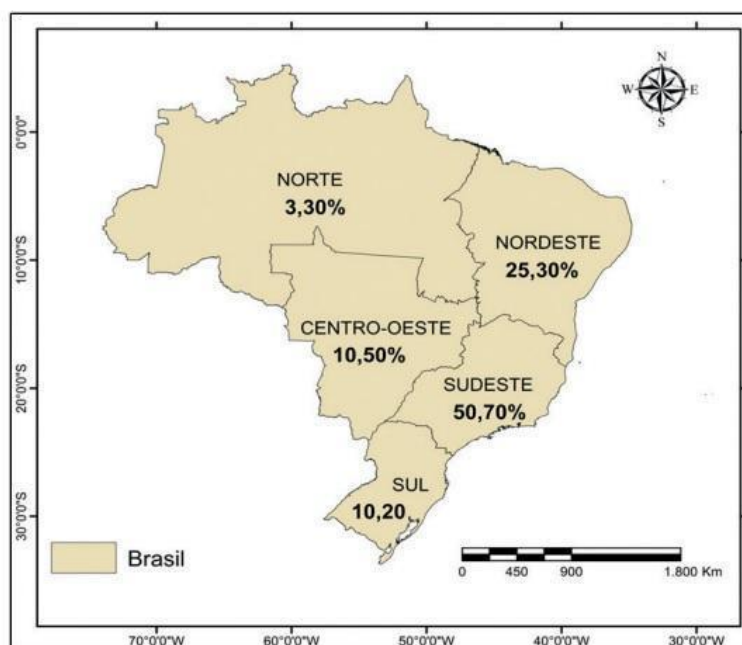 N
W E
S
0°0'0"
10°0'0"S
20°0'0"S
30°0'0"S
NORTE
3,30%
NORDESTE
25,30%
CENTRO-OESTE
10,50%
SUDESTE
50,70%
SUL
10,20
Brasil
0 450 900 1.800 Km
70°0'0"W 60°0'0"W 50°0'0"W 40°0'0"W 30°0'0"W